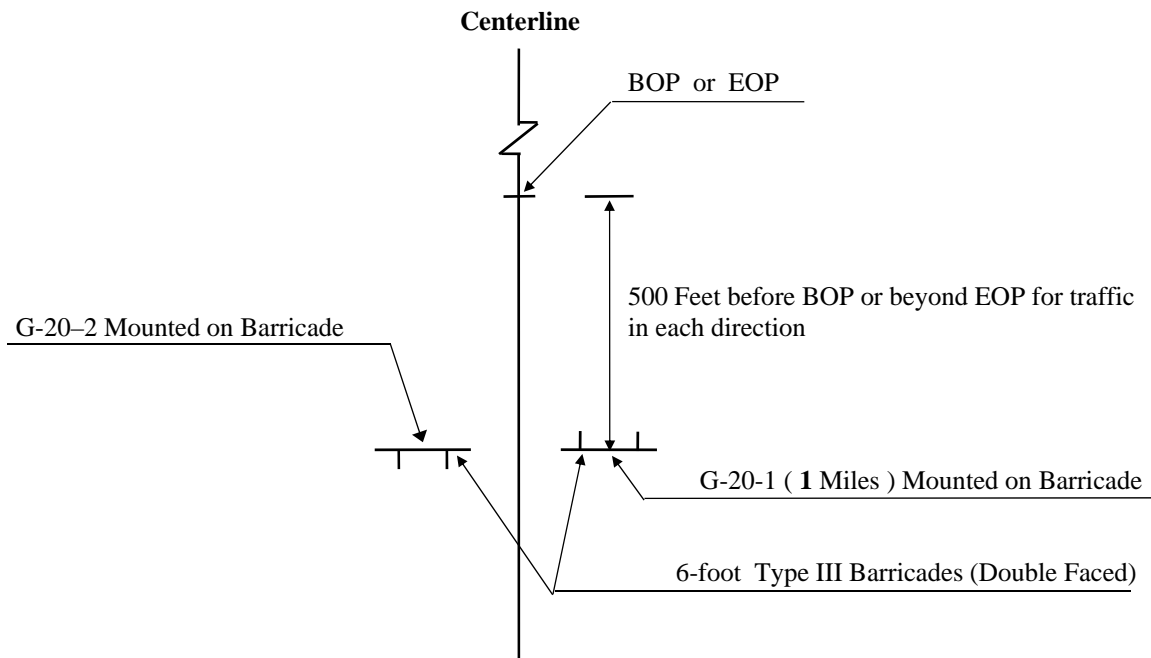 Centerline
BOP or EOP
500 Feet before BOP or beyond EOP for traffic
in each direction
G-20–2 Mounted on Barricade
G-20-1 ( 1 Miles ) Mounted on Barricade
6-foot Type III Barricades (Double Faced)